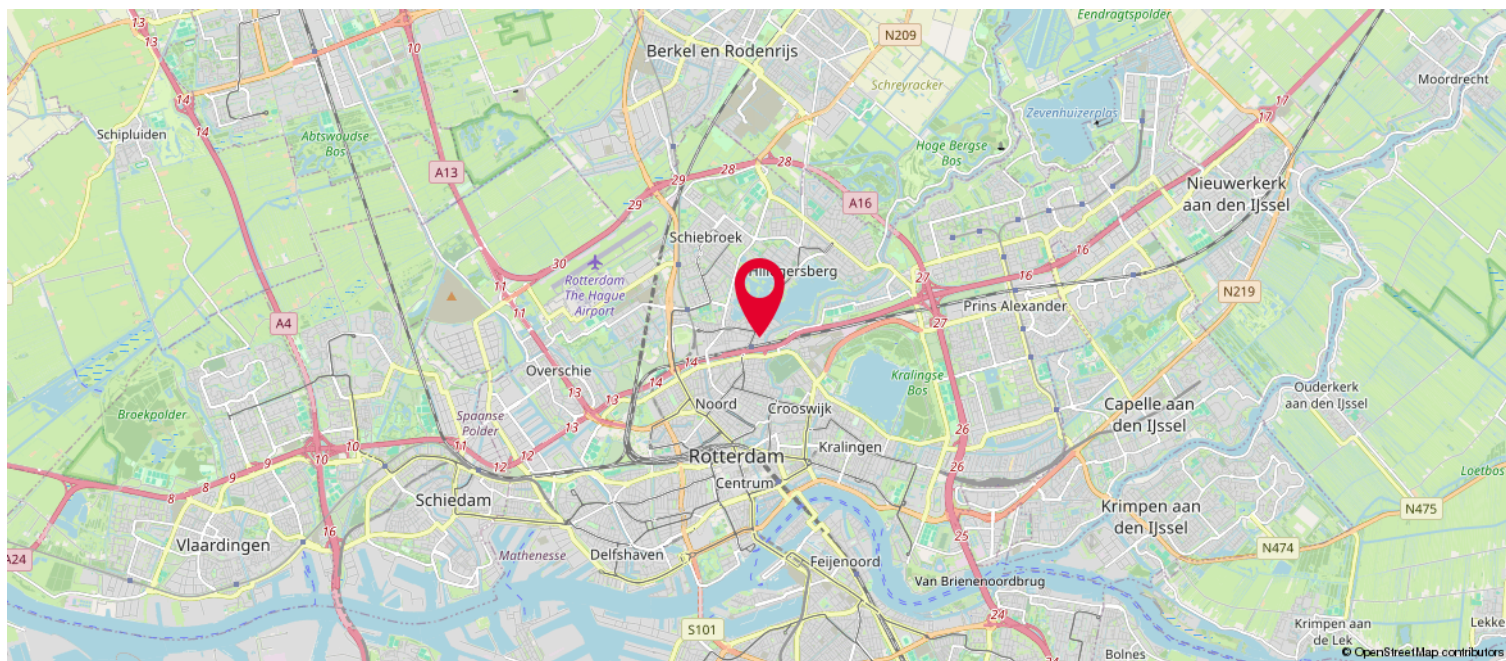 13
13
10
Berkel en Rodenrijs
N209
Eendragtspolder
Moordrecht
14
14
Schipluiden
Abtswoudse
Bos
Schreyracker
Zevenhuizerplas
17
17
A13
29
28
28
Hoge Bergse
Bos
Nieuwerkerk
aan den IJssel
29
A16
Schiebroek
16
16
30
Rotterdam
The Hague
Airport
11
11
27
27
N219
Prins Alexander
A4
14
14
13
13
13
Overschie
Kralingse
Bos
Ouderkerk
aan den IJssel
Broekpolder
Spaanse
Polder
Noord
Crooswijk
Capelle aan
den IJssel
Kralingen
26
26
10
10
11
12
12
9
9
8
8
Rotterdam
Centrum
Loetbos
Schiedam
Krimpen aan
den IJssel
N475
16
Vlaardingen
Mathenesse
Delfshaven
25
N474
A24
Feijenoord
Van Brienenoordbrug
24
24
S101
Krimpen aan
de Lek
Lekke
Bolnes
© OpenStreetMap contributors